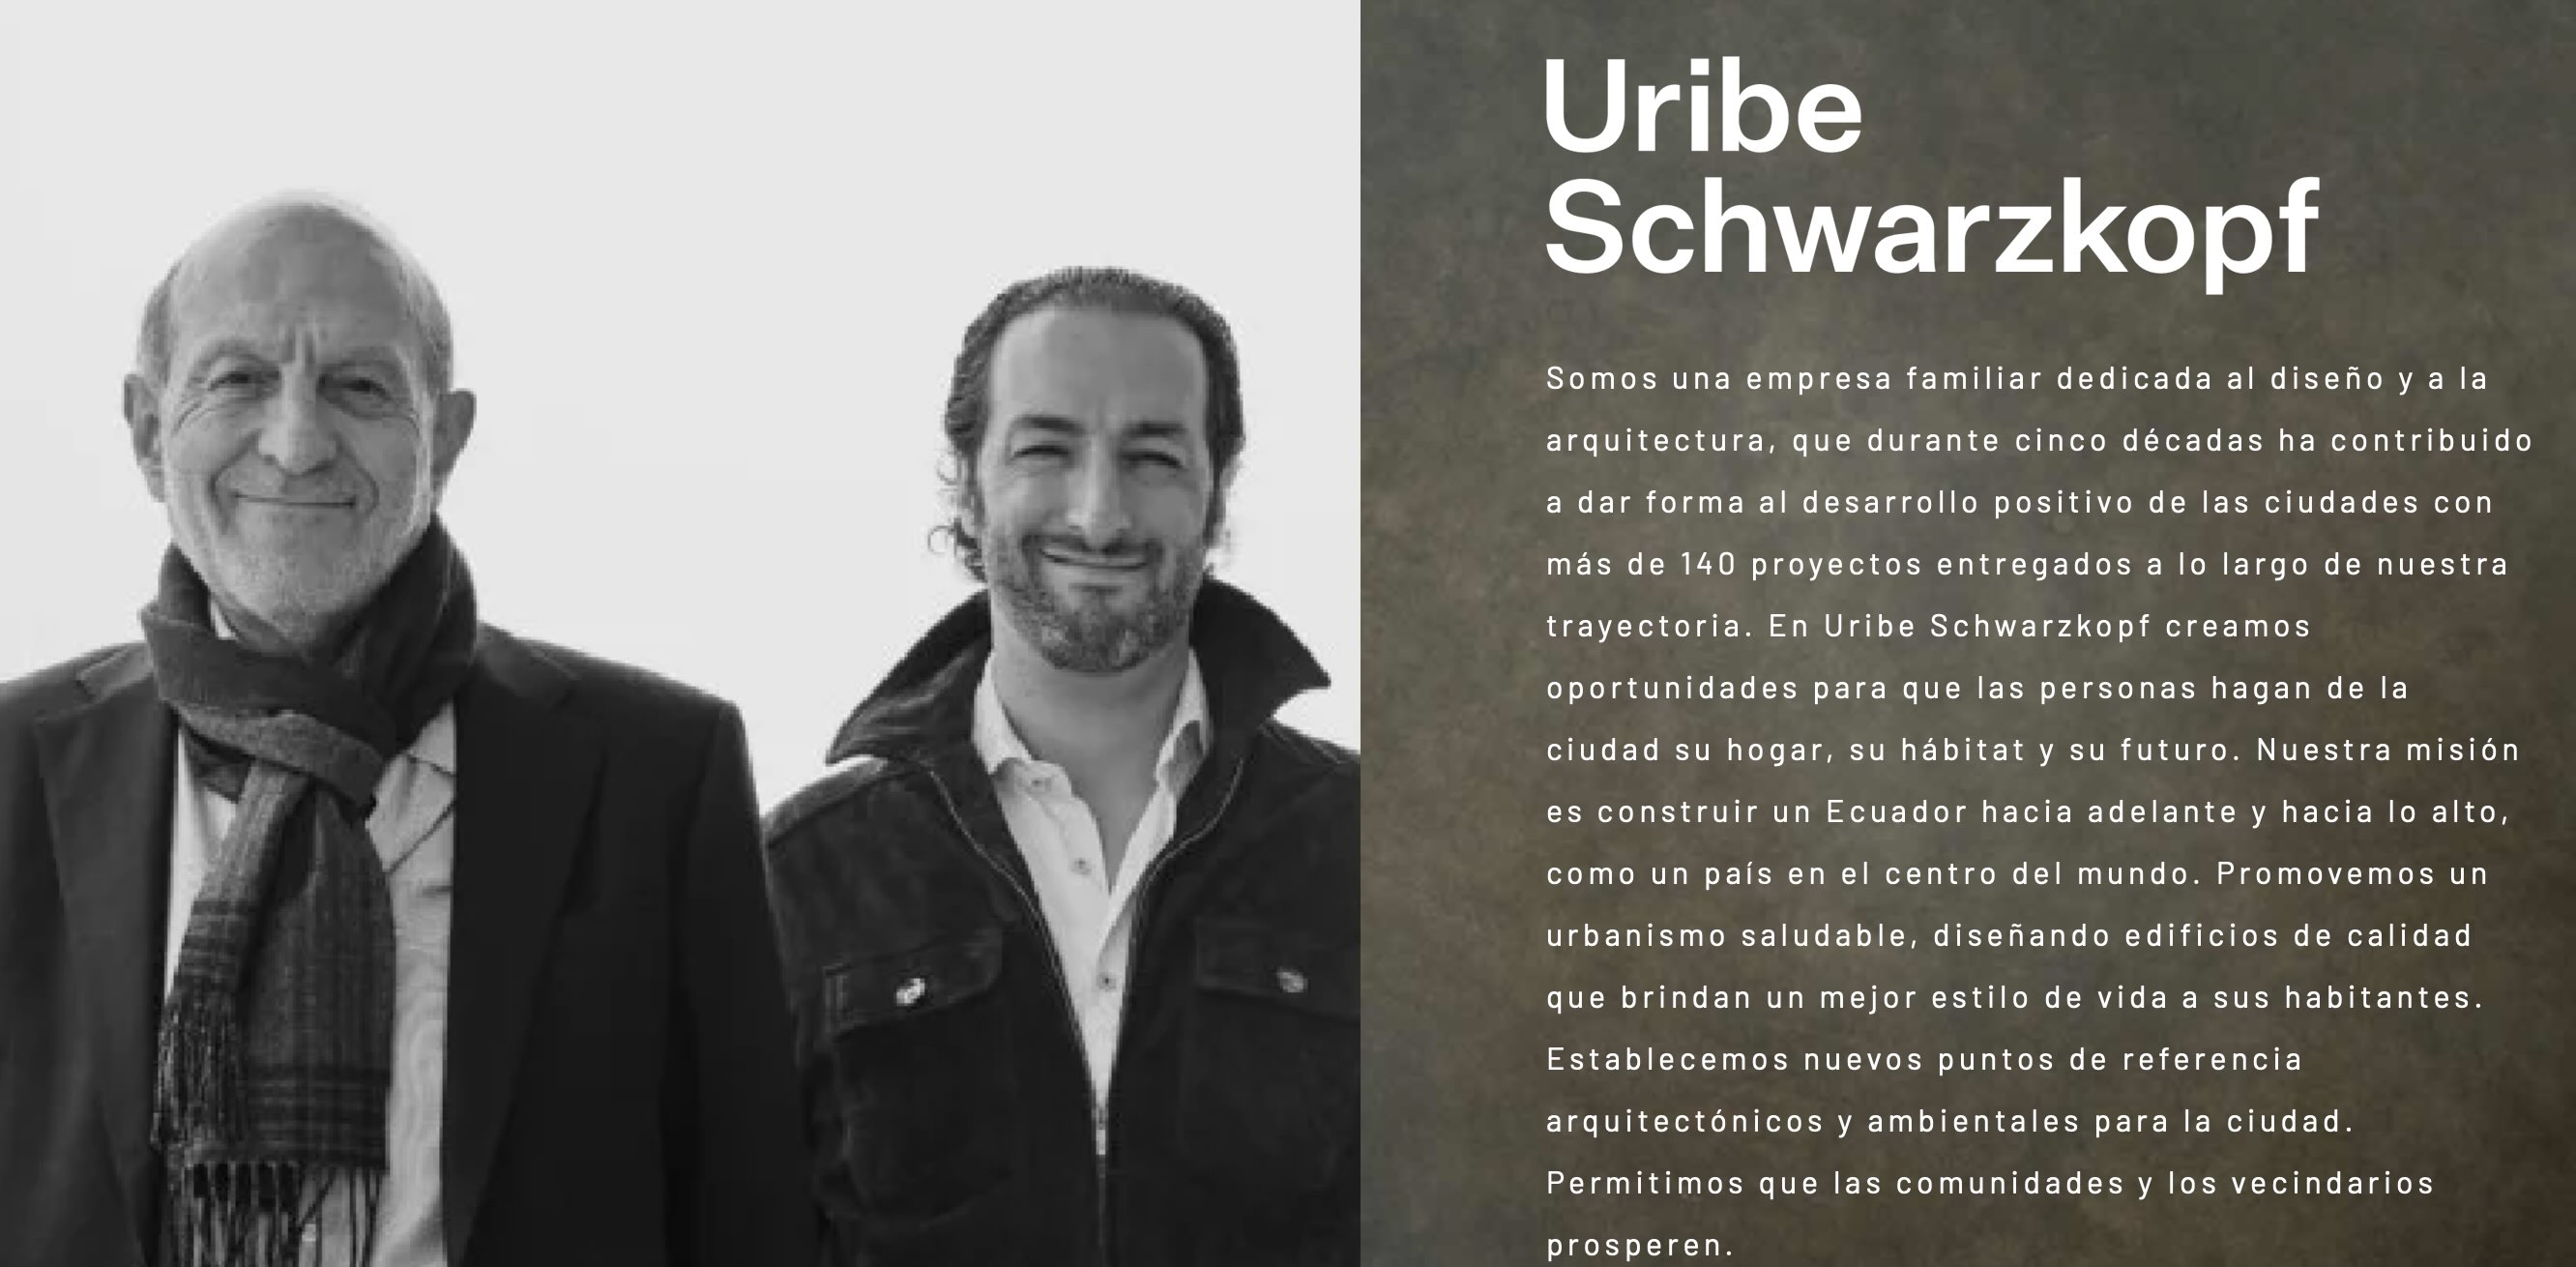 Uribe
Schwarzkopf
Somos una empresa familiar dedicada al diseño y a la
arquitectura, que durante cinco décadas ha contribuido
a dar forma al desarrollo positivo de las ciudades con
más de 140 proyectos entregados a lo largo de nuestra
trayectoria. En Uribe Schwarzkopf creamos
oportunidades para que las personas hagan de la
ciudad su hogar, su hábitat y su futuro. Nuestra misión
es construir un Ecuador hacia adelante y hacia lo alto,
como un país en el centro del mundo. Promovemos un
urbanismo saludable, diseñando edificios de calidad
que brindan un mejor estilo de vida a sus habitantes.
Establecemos nuevos puntos de referencia
arquitectónicos y ambientales para la ciudad.
Permitimos que las comunidades y los vecindarios
prosperen.